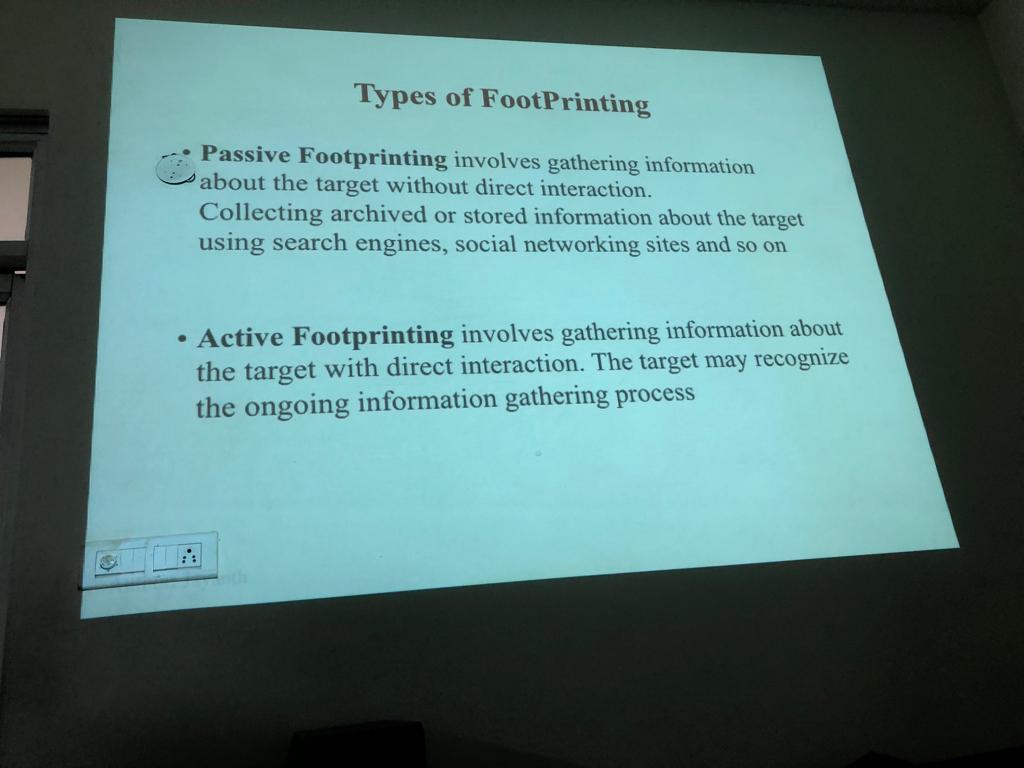 Types of FootPrinting
• Passive Footprinting involves gathering information
about the target without direct interaction.
Collecting archived or stored information about the target
using search engines, social networking sites and so on
• Active Footprinting involves gathering information about
the target with direct interaction. The target may recognize
the ongoing information gathering process